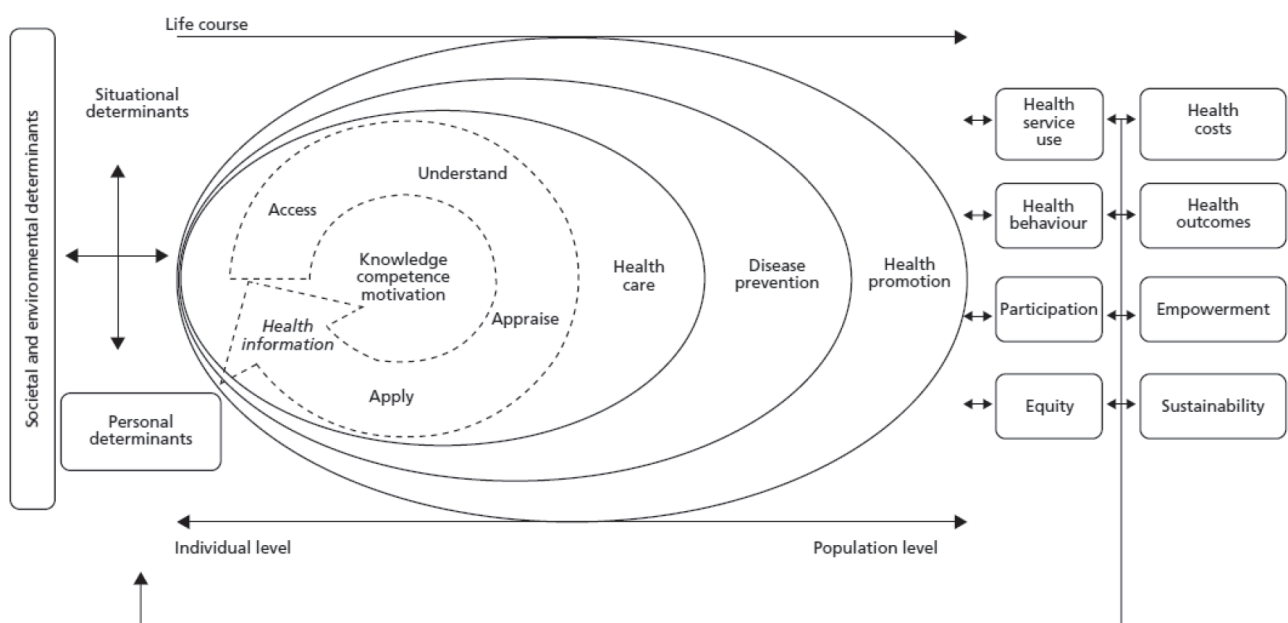 Life course
Societal and environmental determinants
Situational
determinants
Personal
determinants
Access
Understand
Appraise
Apply
Knowledge
competence
motivation
Health
information
Health
care
Disease
prevention
Health
promotion
Individual level
Population level
Health
service
use
Health
costs
Health
behaviour
Health
outcomes
Participation
Empowerment
Equity
Sustainability